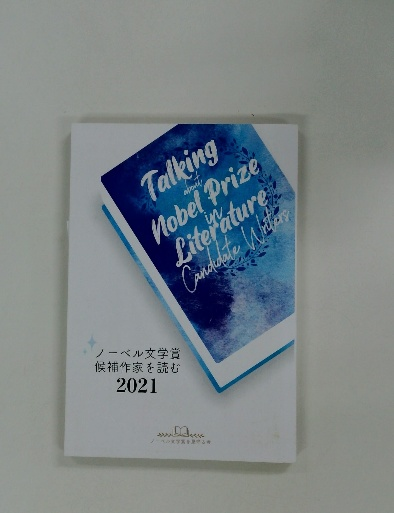 Talking
about
Nobel Prize
in
Literature
Candidate Writers
ノーベル文学賞
候補作家を読む
2021